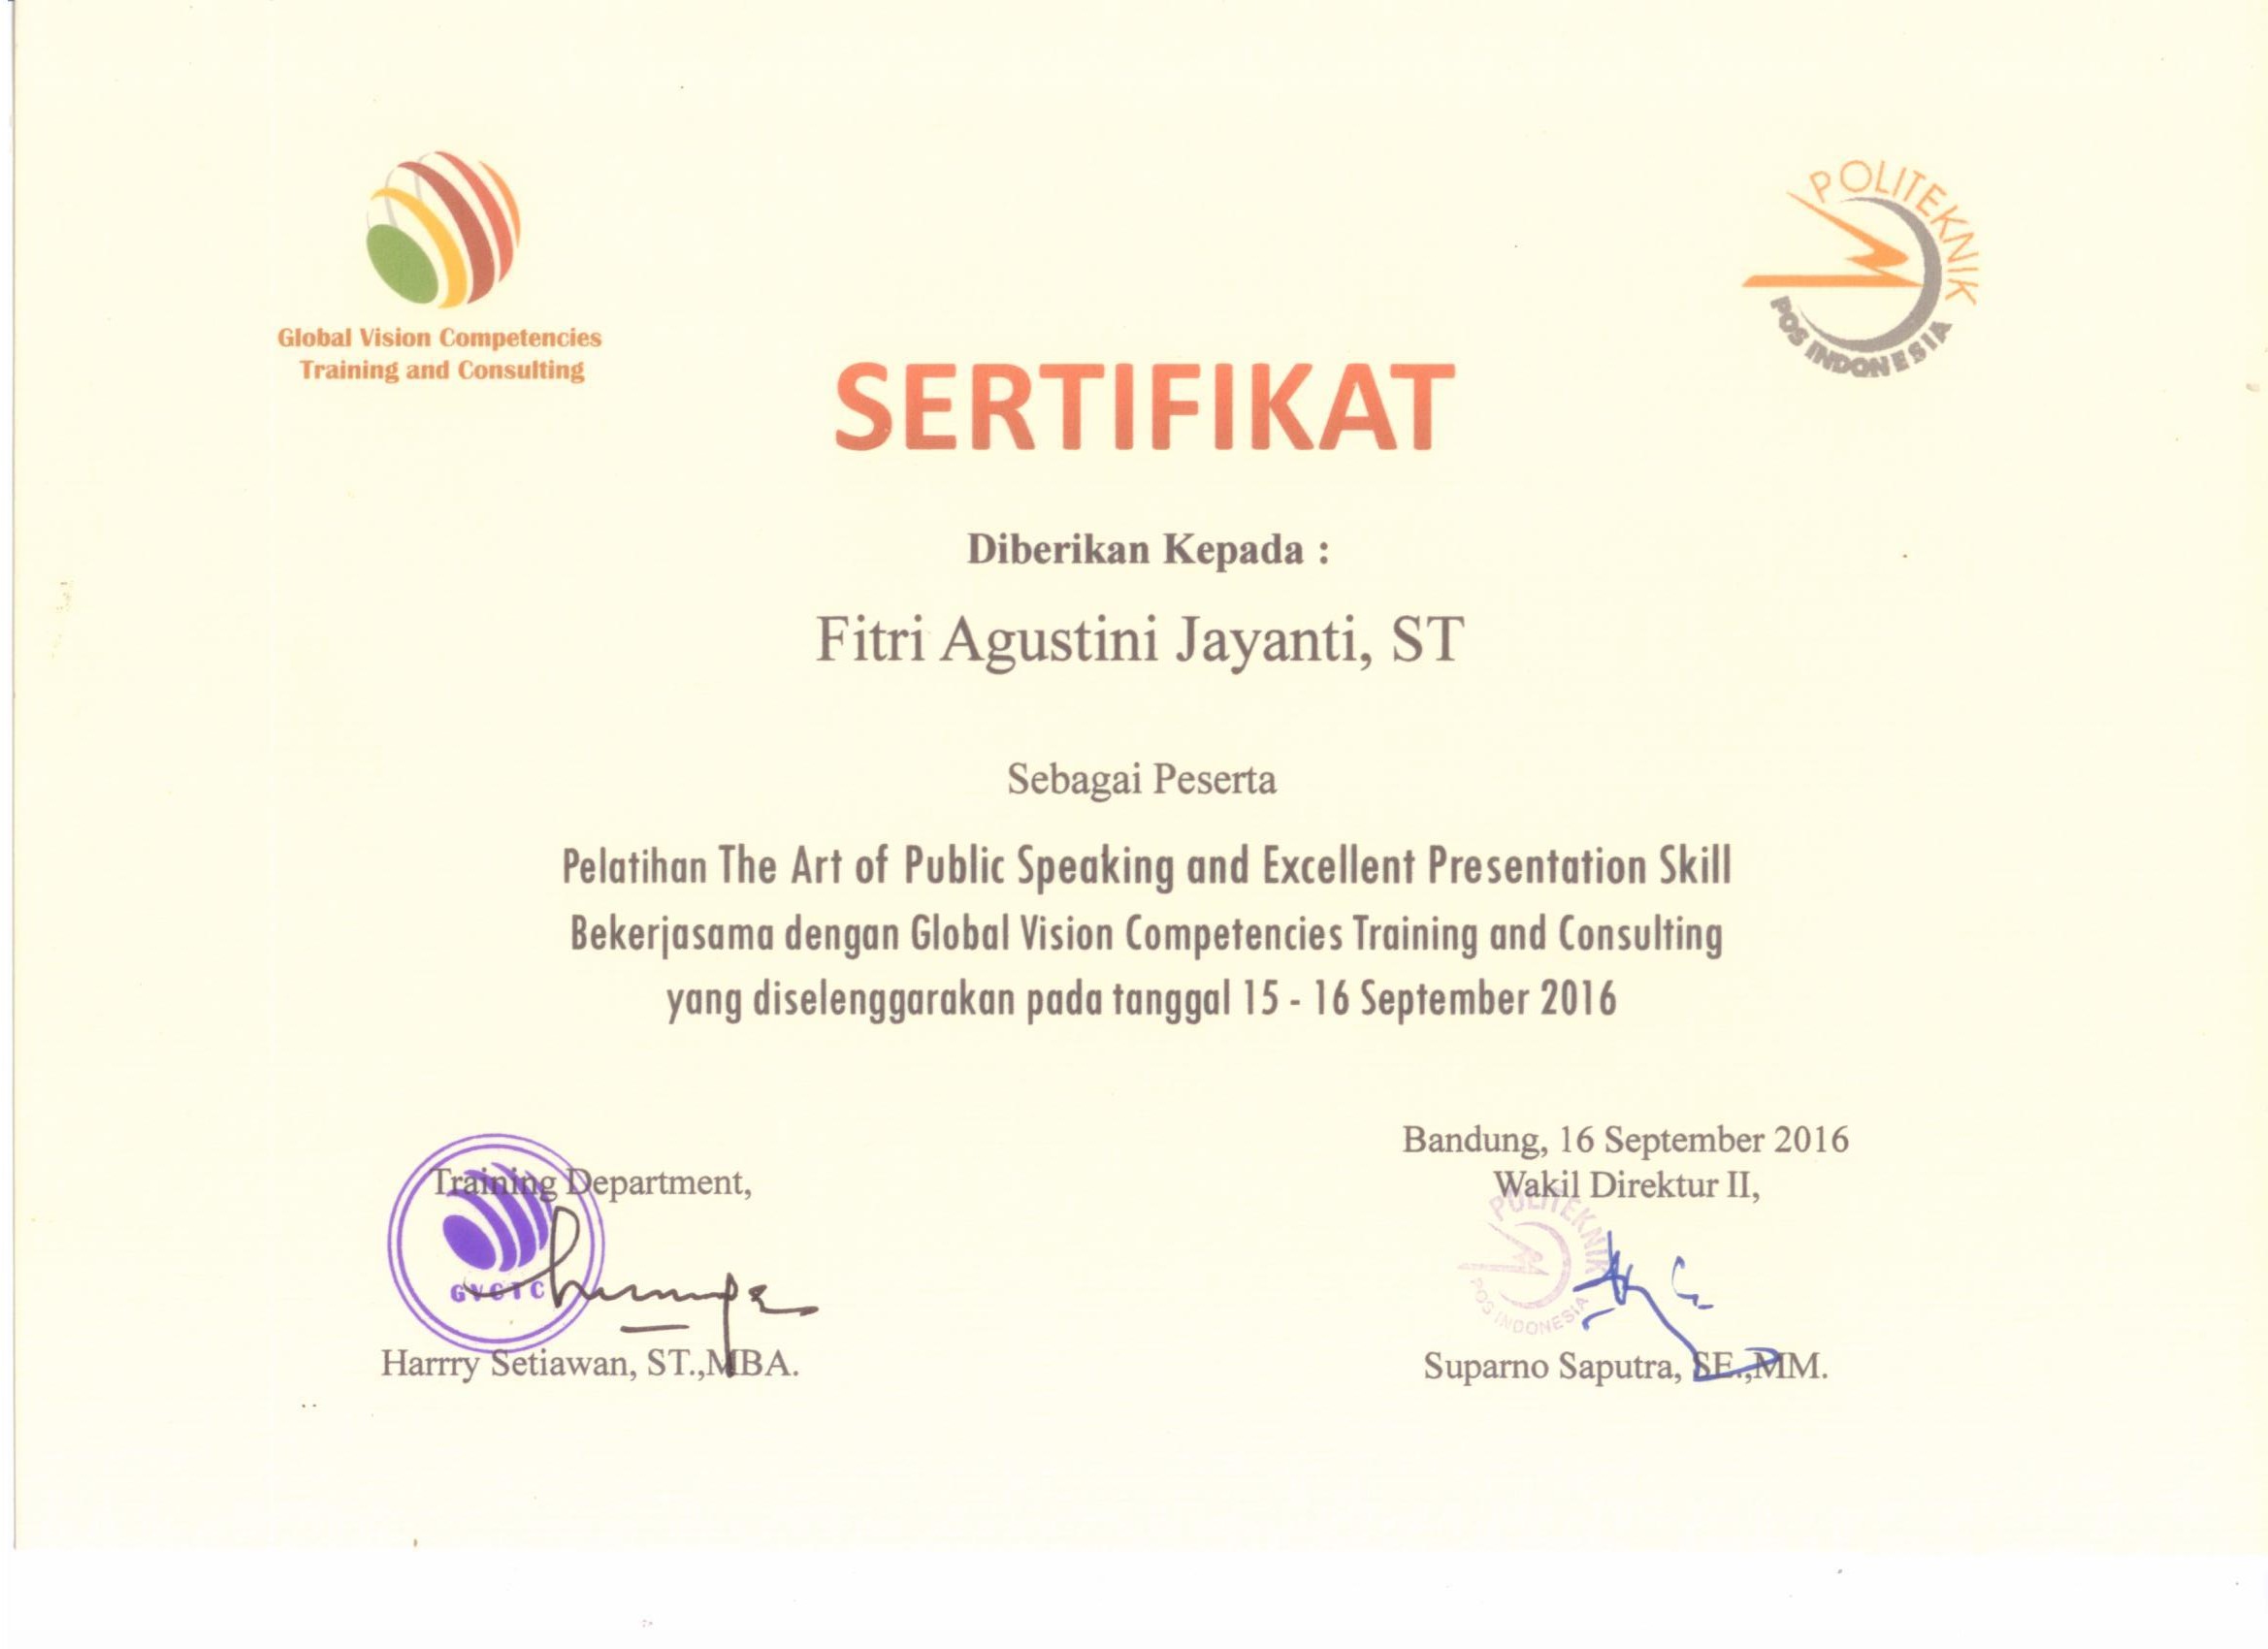 Global Vision Competencies
Training and Consulting
POLITEKNIK
POS INDONESIA
SERTIFIKAT
Diberikan Kepada :
Fitri Agustini Jayanti, ST
Sebagai Peserta
Pelatihan The Art of Public Speaking and Excellent Presentation Skill
Bekerjasama dengan Global Vision Competencies Training and Consulting
yang diselenggarakan pada tanggal 15 - 16 September 2016
Training Department,
GVCTC
Harrry Setiawan, ST.,MBA.
Bandung, 16 September 2016
Wakil Direktur II,
POLITEKNIK
POS INDONESIA
Suparno Saputra, SE.,MM.